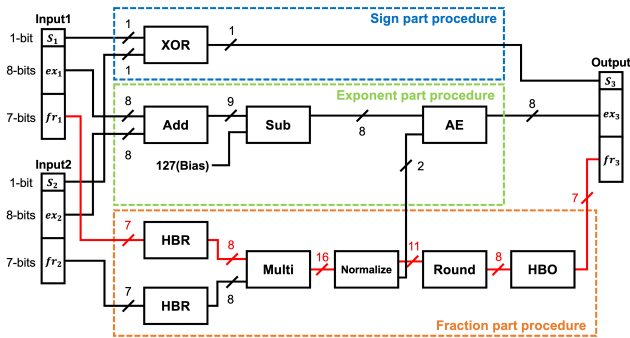 Input1
Sign part procedure
1-bit
S₁
1
XOR
1
1
Output
8-bits
ex₁
S₃
Exponent part procedure
8
9
8
ex₃
7-bits
fr₁
Add
Sub
8
AE
8
8
127(Bias)
2
fr₃
Input2
1-bit
S₂
8-bits
ex₂
7
7
HBR
8
16
11
8
7-bits
fr₂
Multi
Normalize
Round
HBO
7
HBR
8
Fraction part procedure